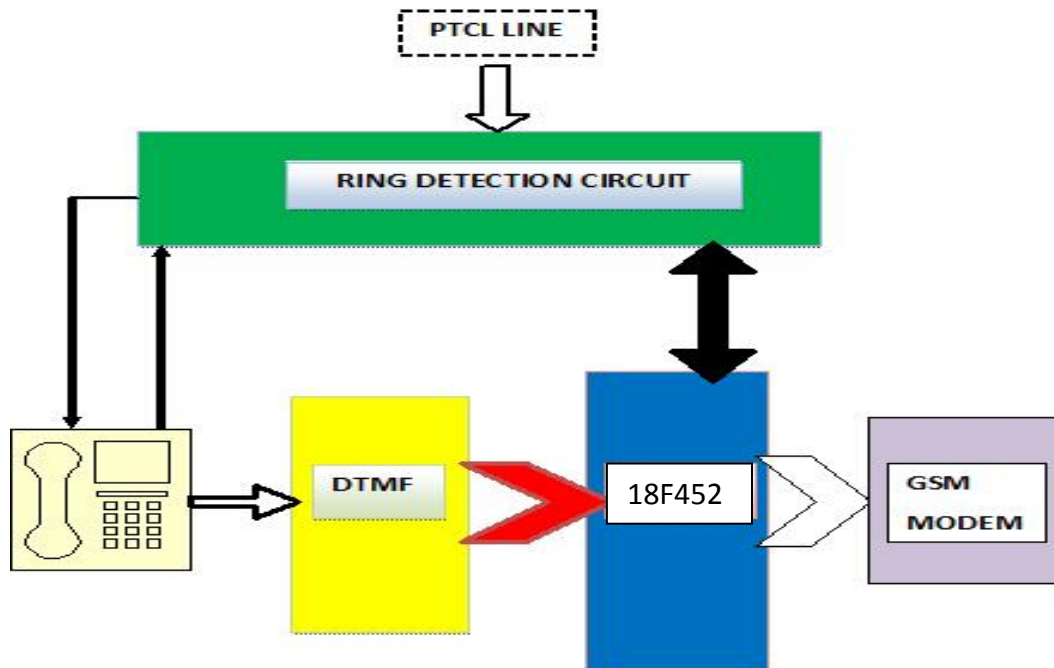 PTCL LINE
RING DETECTION CIRCUIT
DTMF
18F452
GSM
MODEM